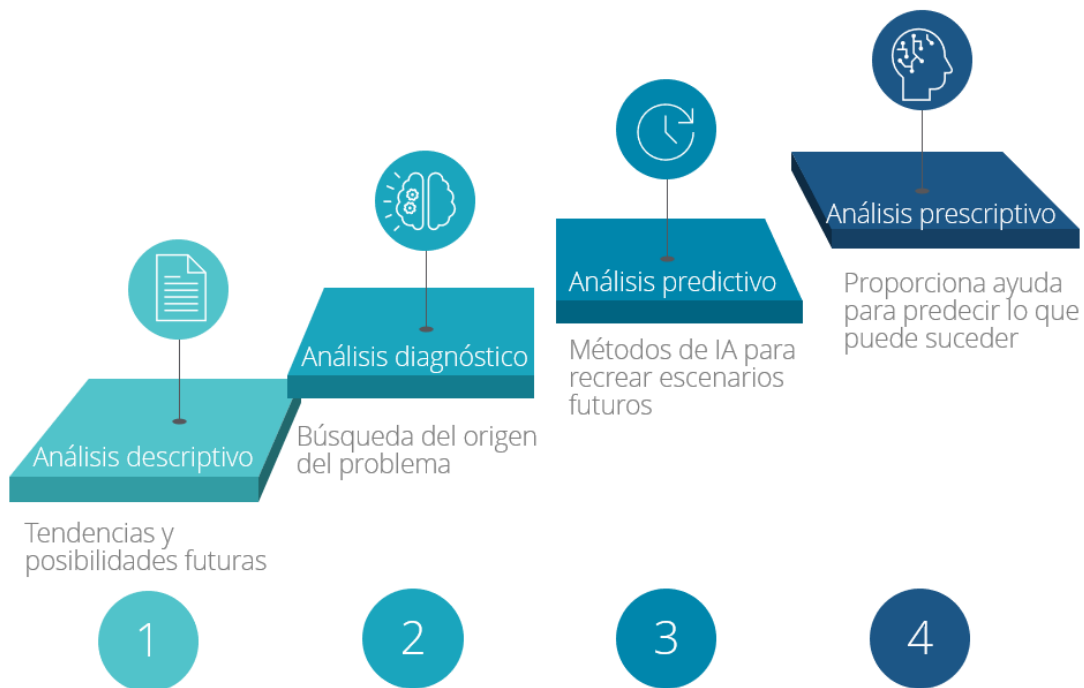 Análisis descriptivo
Tendencias y
posibilidades futuras
Análisis diagnóstico
Búsqueda del origen
del problema
Análisis predictivo
Métodos de IA para
recrear escenarios
futuros
Análisis prescriptivo
Proporciona ayuda
para predecir lo que
puede suceder
1
2
3
4